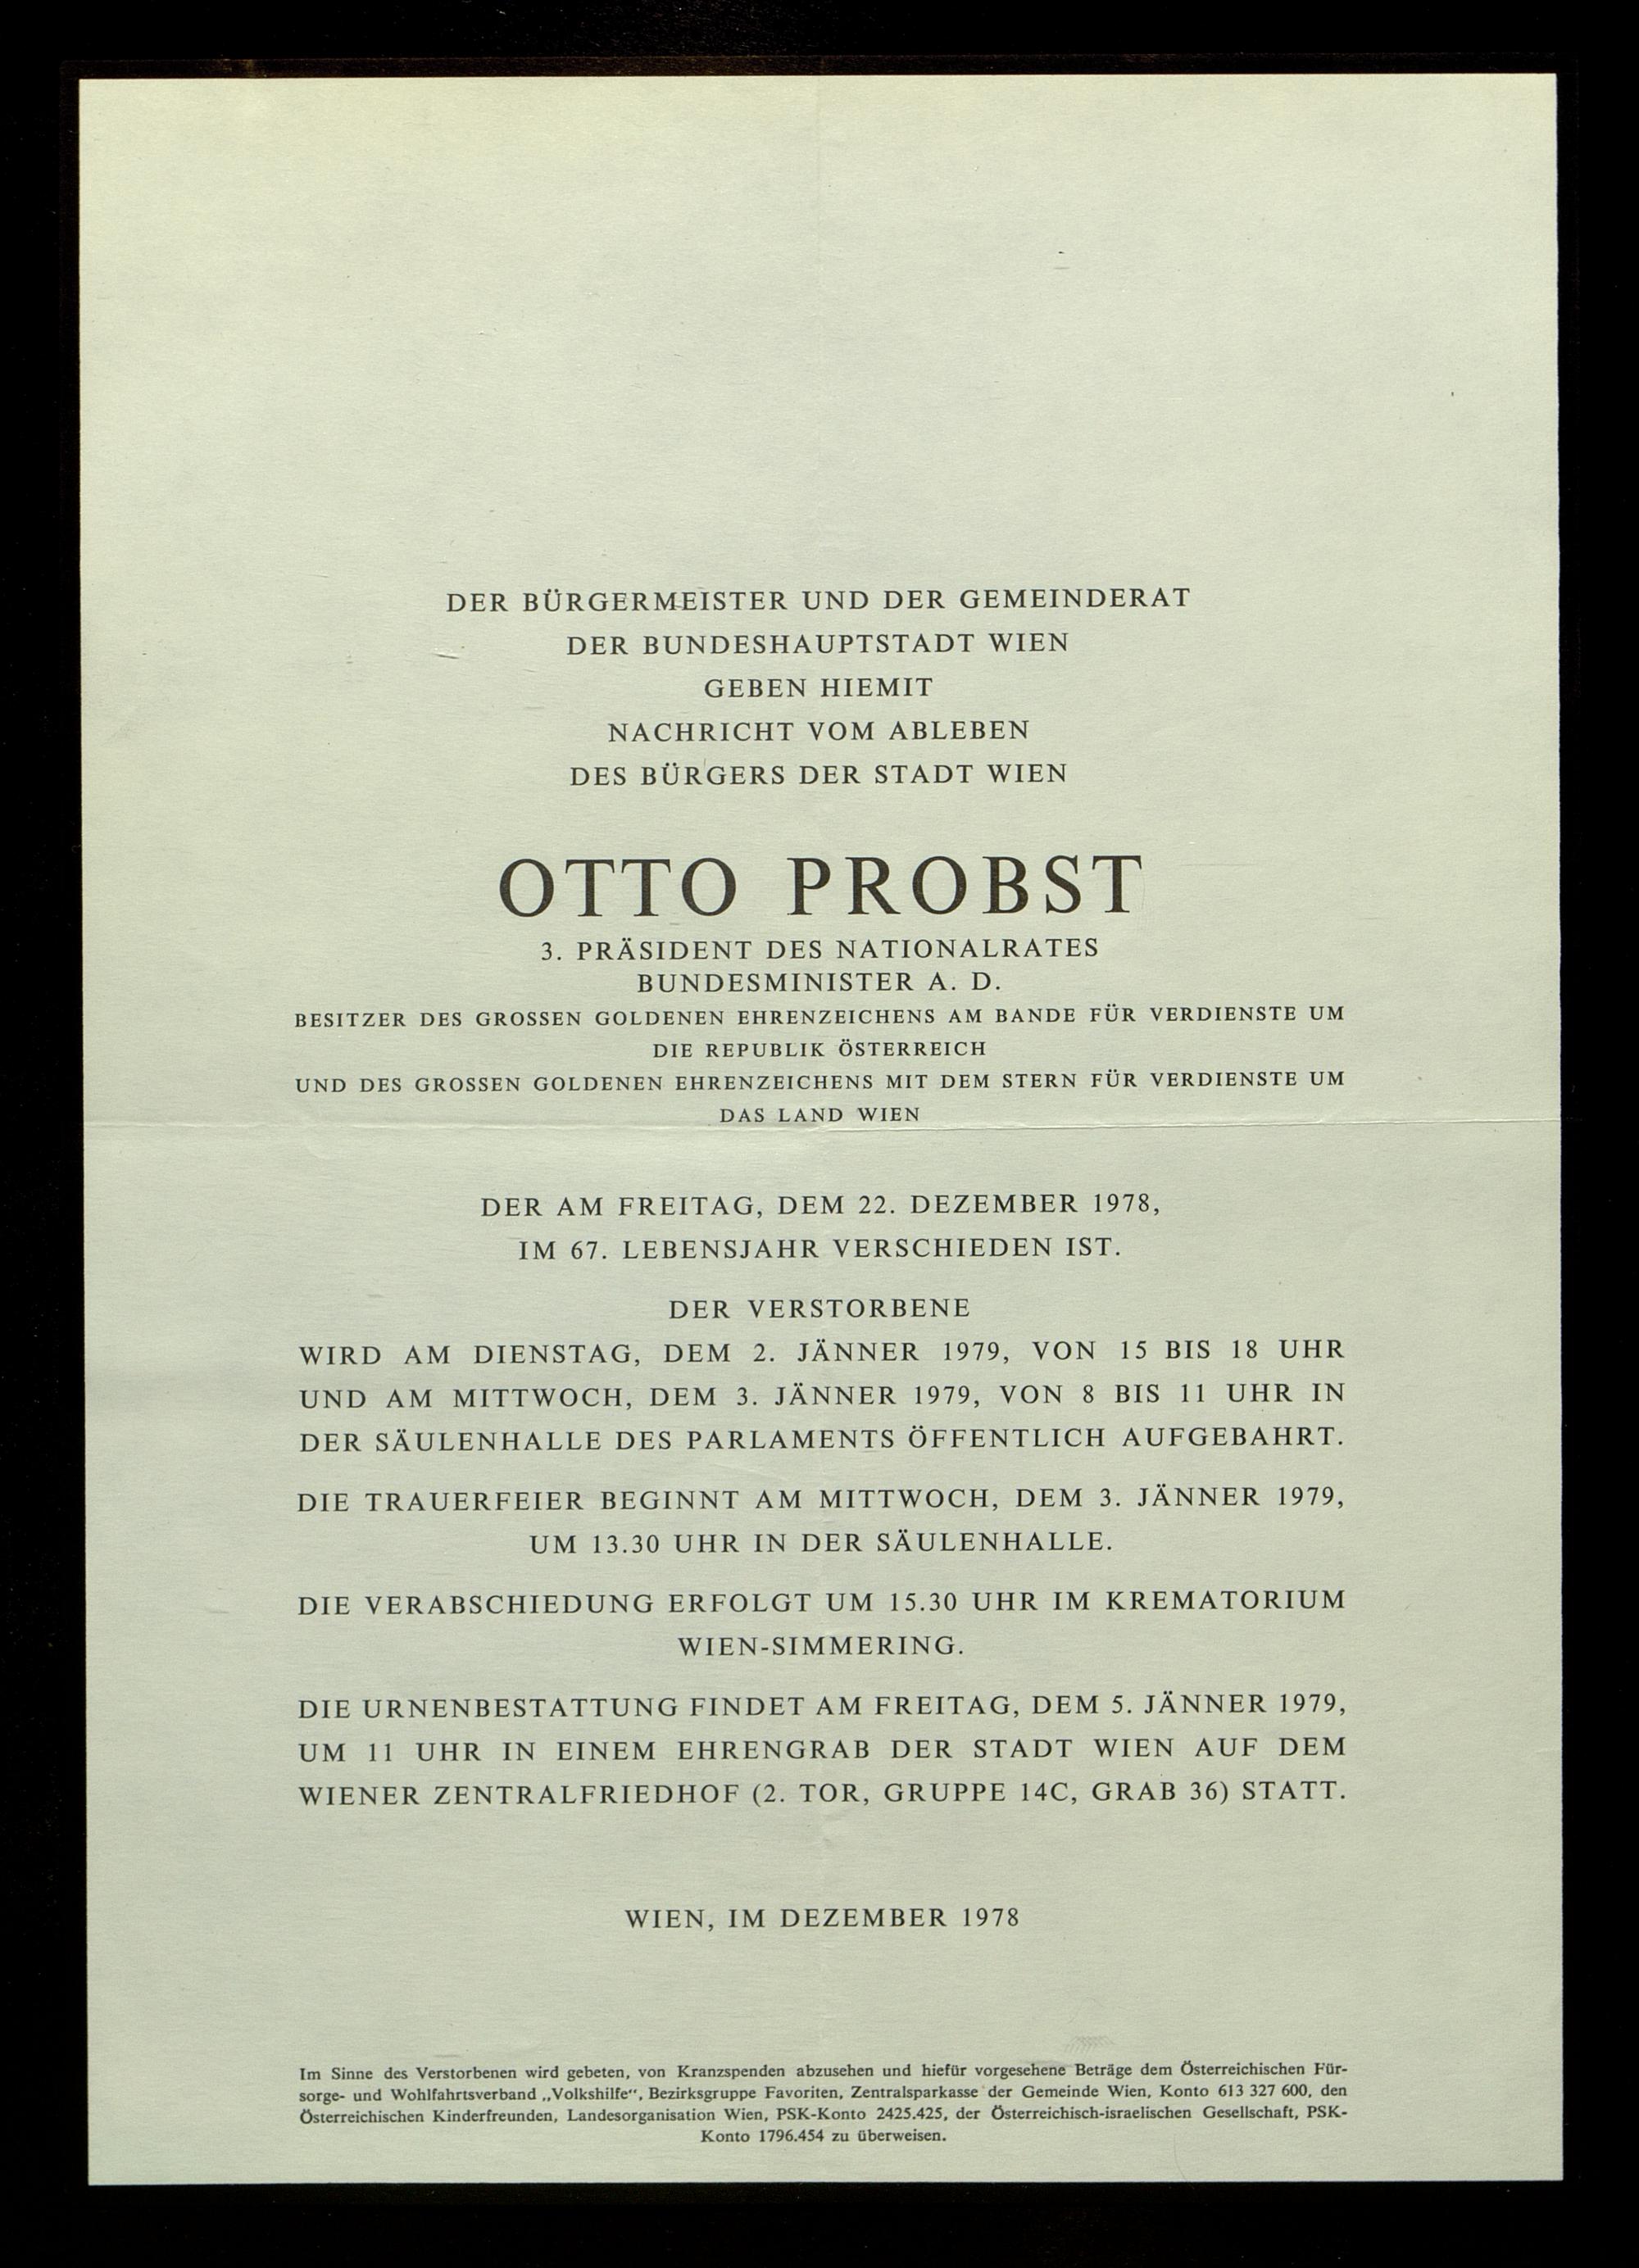 DER BÜRGERMEISTER UND DER GEMEINDERAT
DER BUNDESHAUPTSTADT WIEN
GEBEN HIEMIT
NACHRICHT VOM ABLEBEN
DES BÜRGERS DER STADT WIEN
OTTO PROBST
3. PRÄSIDENT DES NATIONALRATES
BUNDESMINISTER A. D.
BESITZER DES GROSSEN GOLDENEN EHRENZEICHENS AM BANDE FÜR VERDIENSTE UM
DIE REPUBLIK ÖSTERREICH
UND DES GROSSEN GOLDENEN EHRENZEICHENS MIT DEM STERN FÜR VERDIENSTE UM
DAS LAND WIEN
DER AM FREITAG, DEM 22. DEZEMBER 1978,
IM 67. LEBENSJAHR VERSCHIEDEN IST.
DER VERSTORBENE
WIRD AM DIENSTAG, DEM 2. JÄNNER 1979, VON 15 BIS 18 UHR
UND AM MITTWOCH, DEM 3. JÄNNER 1979, VON 8 BIS 11 UHR IN
DER SÄULENHALLE DES PARLAMENTS ÖFFENTLICH AUFGEBAHRT.
DIE TRAUERFEIER BEGINNT AM MITTWOCH, DEM 3. JÄNNER 1979,
UM 13.30 UHR IN DER SÄULENHALLE.
DIE VERABSCHIEDUNG ERFOLGT UM 15.30 UHR IM KREMATORIUM
WIEN-SIMMERING.
DIE URNENBESTATTUNG FINDET AM FREITAG, DEM 5. JÄNNER 1979,
UM 11 UHR IN EINEM EHRENGRAB DER STADT WIEN AUF DEM
WIENER ZENTRALFRIEDHOF (2. TOR, GRUPPE 14C, GRAB 36) STATT.
WIEN, IM DEZEMBER 1978
Im Sinne des Verstorbenen wird gebeten, von Kranzspenden abzusehen und hiefür vorgesehene Beträge dem Österreichischen Für-
sorge- und Wohlfahrtsverband „Volkshilfe“, Bezirksgruppe Favoriten, Zentralsparkasse der Gemeinde Wien, Konto 613 327 600, den
Österreichischen Kinderfreunden, Landesorganisation Wien, PSK-Konto 2425.425, der Österreichisch-israelischen Gesellschaft, PSK-
Konto 1796.454 zu überweisen.